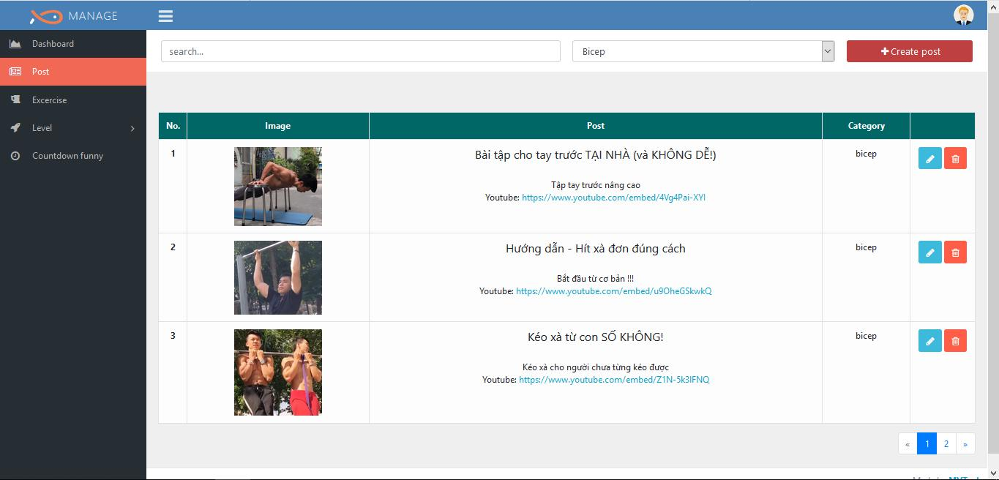 MANAGE
Dashboard
Post
Excercise
Level
Countdown funny
search...
Bicep
Create post
No.
Image
Post
Category
1
Bài tập cho tay trước TẠI NHÀ (và KHÔNG DỄ!)
Tập tay trước nâng cao
Youtube: https://www.youtube.com/embed/4Vg4Pai-XYI
bicep
2
Hướng dẫn - Hít xà đơn đúng cách
Bắt đầu từ cơ bản !!!
Youtube: https://www.youtube.com/embed/u9OheGSkwkQ
bicep
3
Kéo xà từ con SỐ KHÔNG!
Kéo xà cho người chưa từng kéo được
Youtube: https://www.youtube.com/embed/Z1N-5k3lFNQ
bicep
« 1 2 »